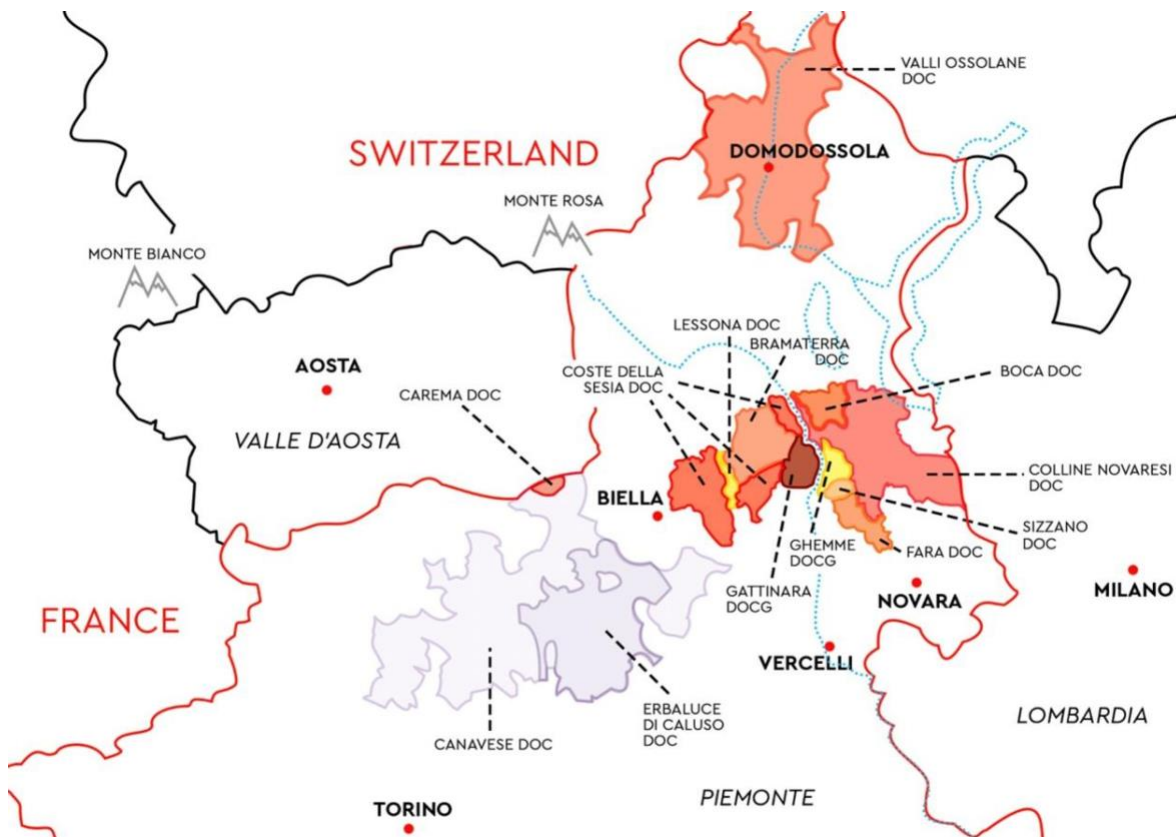 VALLI OSSOLANE
DOC
SWITZERLAND
DOMODOSSOLA
MONTE ROSA
MONTE BIANCO
LESSONA DOC
BRAMATERRA
DOC
AOSTA
COSTE DELLA
SESIA DOC
BOCA DOC
CAREMA DOC
VALLE D'AOSTA
COLLINE NOVARESI
DOC
BIELLA
SIZZANO
DOC
GHEMME
DOCG
FARA DOC
GATTINARA
DOCG
NOVARA
MILANO
FRANCE
VERCELLI
ERBALUCE
DI CALUSO
DOC
LOMBARDIA
CANAVESE DOC
PIEMONTE
TORINO